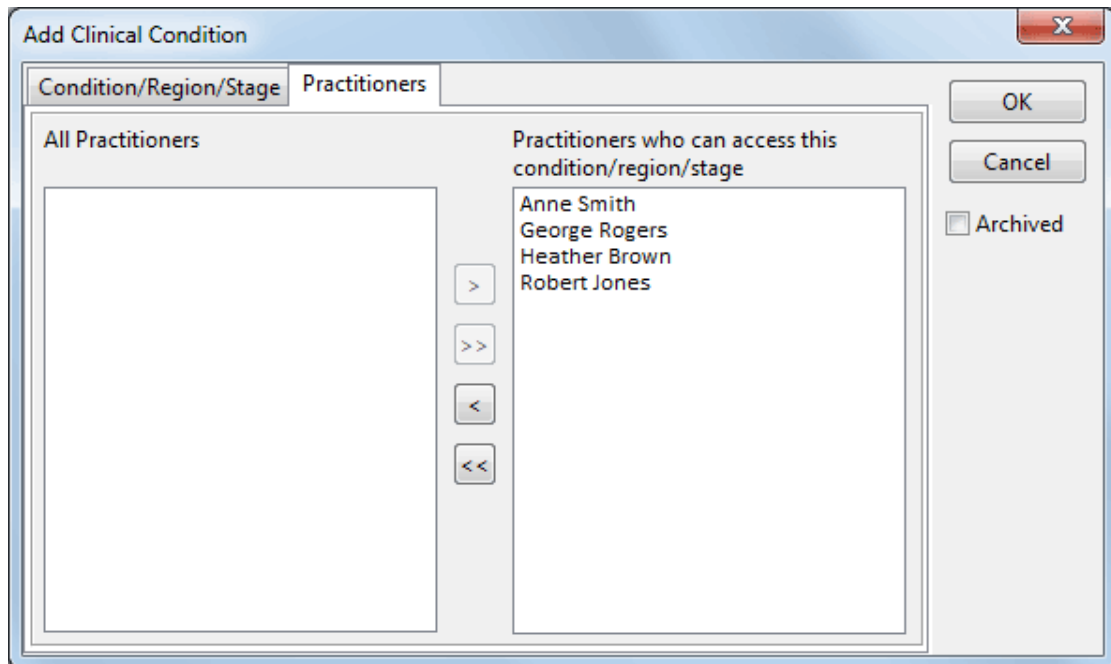 Add Clinical Condition
X
Condition/Region/Stage
Practitioners
All Practitioners
Practitioners who can access this
condition/region/stage
Anne Smith
George Rogers
Heather Brown
Robert Jones
>
>>
<
<<
OK
Cancel
Archived